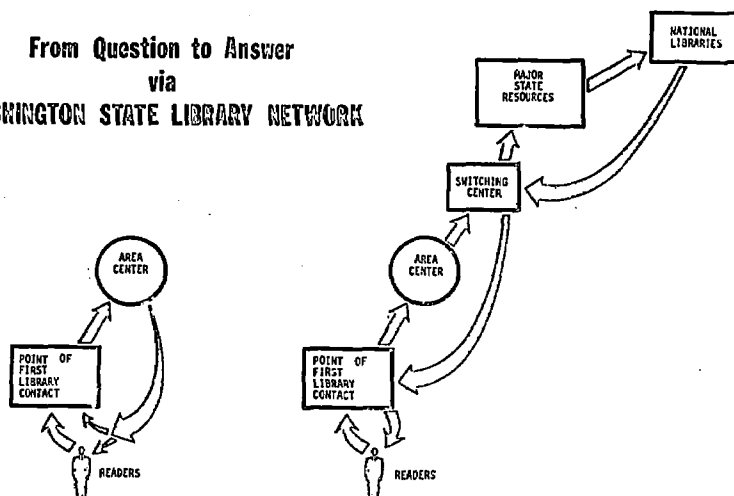 From Question to Answer
via
SHINGTON STATE LIBRARY NETWORK
NATIONAL
LIBRARIES
MAJOR
STATE
RESOURCES
SWITCHING
CENTER
AREA
CENTER
POINT OF
FIRST
LIBRARY
CONTACT
READERS
AREA
CENTER
POINT OF
FIRST
LIBRARY
CONTACT
READERS